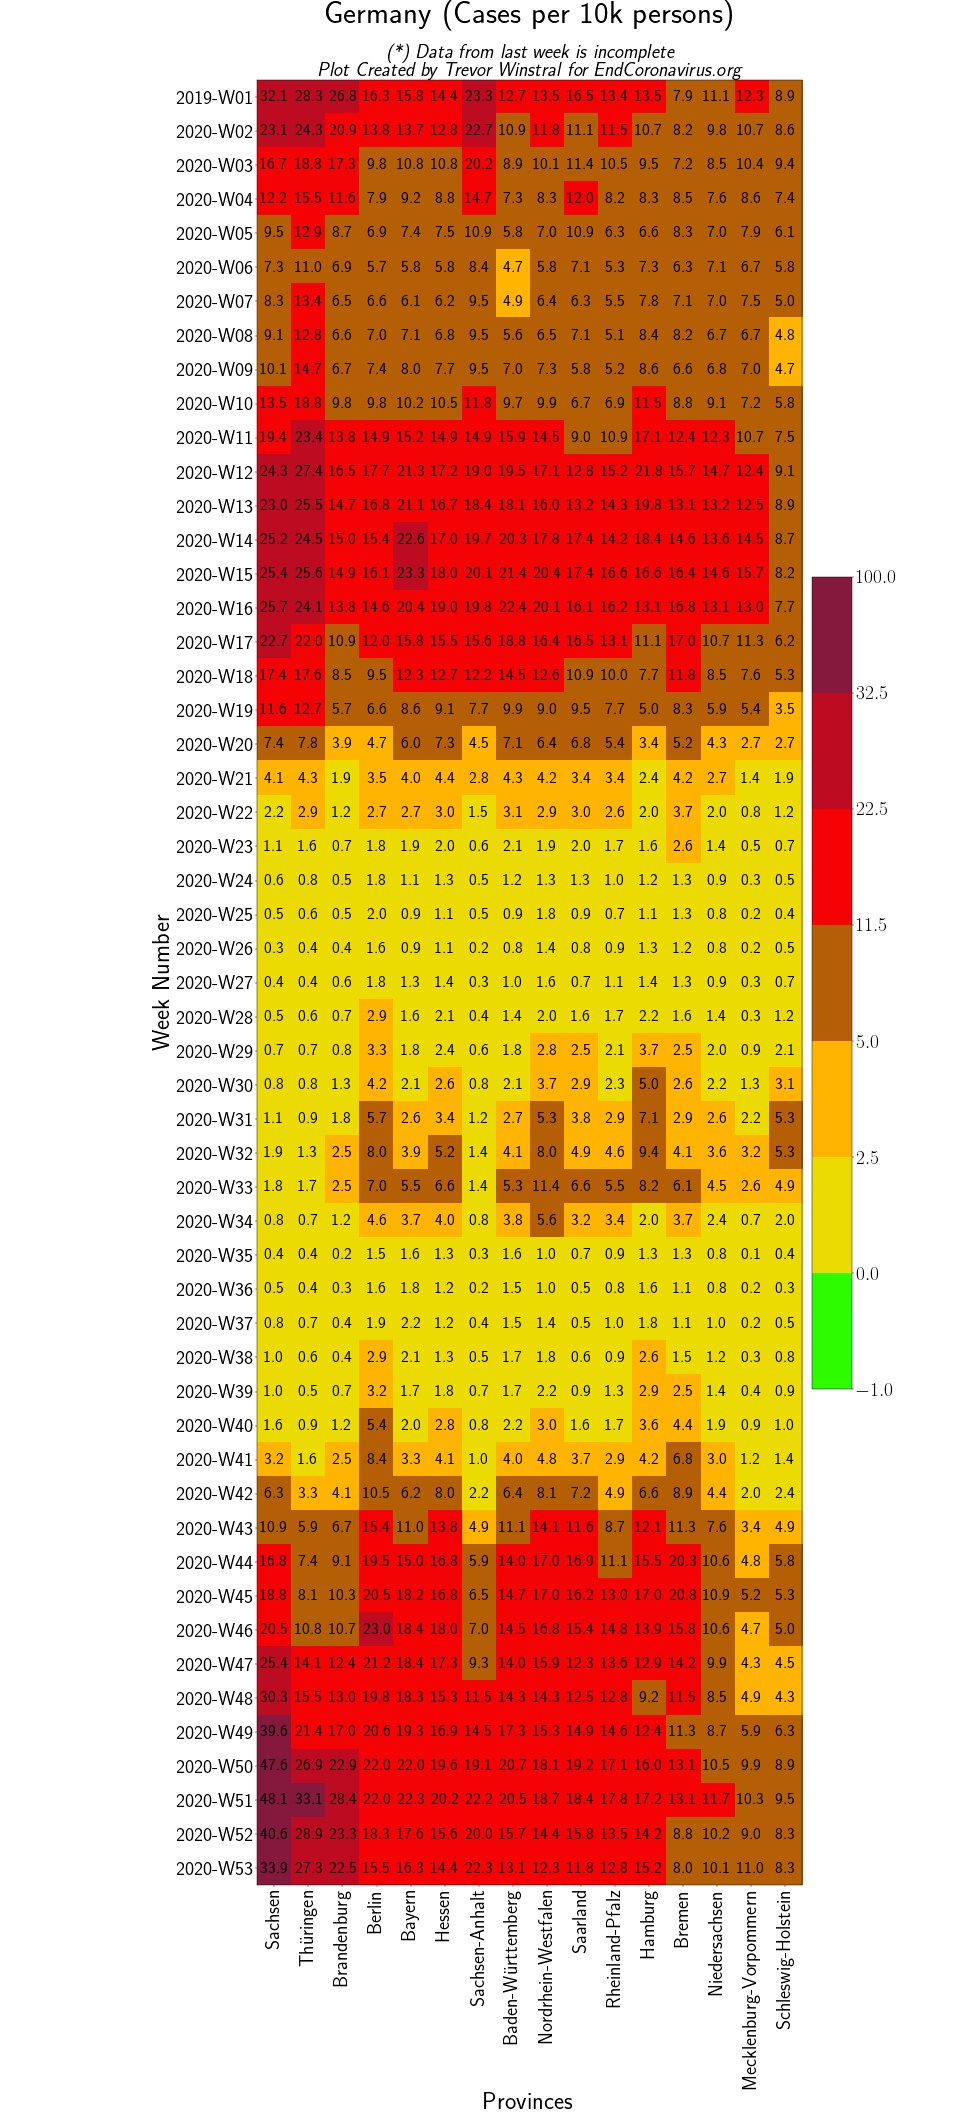 Germany (Cases per 10k persons)
(*) Data from last week is incomplete
Plot Created by Trevor Winstral for EndCoronavirus.org
2019-W01 32.1 28.3 26.8 16.3 15.8 14.4 23.3 12.7 13.5 16.5 13.4 13.5 7.9 11.1 12.3 8.9
2020-W02 23.1 24.3 20.9 13.8 13.7 12.8 22.7 10.9 11.8 11.1 11.5 10.7 8.2 9.8 10.7 8.6
2020-W03 16.7 18.8 17.3 9.8 10.8 10.8 20.2 8.9 10.1 11.4 10.5 9.5 7.2 8.5 10.4 9.4
2020-W04 12.2 15.5 11.6 7.9 9.2 8.8 14.7 7.3 8.3 12.0 8.2 8.3 8.5 7.6 8.6 7.4
2020-W05 9.5 12.9 8.7 6.9 7.4 7.5 10.9 5.8 7.0 10.9 6.3 6.6 8.3 7.0 7.9 6.1
2020-W06 7.3 11.0 6.9 5.7 5.8 5.8 8.4 4.7 5.8 7.1 5.3 7.3 6.3 7.1 6.7 5.8
2020-W07 8.3 13.4 6.5 6.6 6.1 6.2 9.5 4.9 6.4 6.3 5.5 7.8 7.1 7.0 7.5 5.0
2020-W08 9.1 12.8 6.6 7.0 7.1 6.8 9.5 5.6 6.5 7.1 5.1 8.4 8.2 6.7 6.7 4.8
2020-W09 10.1 14.7 6.7 7.4 8.0 7.7 9.5 7.0 7.3 5.8 5.2 8.6 6.6 6.8 7.0 4.7
2020-W10 13.5 18.8 9.8 9.8 10.2 10.5 11.8 9.7 9.9 6.7 6.9 11.5 8.8 9.1 7.2 5.8
2020-W11 19.4 23.4 13.8 14.9 15.2 14.9 14.9 15.9 14.5 9.0 10.9 17.1 12.4 12.3 10.7 7.5
2020-W12 24.3 27.4 16.5 17.7 21.3 17.2 19.0 19.5 17.1 12.8 15.2 21.8 15.7 14.7 12.4 9.1
2020-W13 23.0 25.5 14.7 16.8 21.1 16.7 18.4 18.1 16.0 13.2 14.3 19.8 13.1 13.2 12.5 8.9
2020-W14 25.2 24.5 15.0 15.4 22.6 17.0 19.7 20.3 17.8 17.4 14.2 18.4 14.6 13.6 14.5 8.7
2020-W15 25.4 25.6 14.9 16.1 23.3 18.0 20.1 21.4 20.4 17.4 16.6 16.6 16.4 14.6 15.7 8.2
2020-W16 25.7 24.1 13.8 14.6 20.4 19.0 19.8 22.4 20.1 16.1 16.2 13.1 16.8 13.1 13.0 7.7
2020-W17 22.7 22.0 10.9 12.0 15.8 15.5 15.6 18.8 16.4 16.5 13.1 11.1 17.0 10.7 11.3 6.2
2020-W18 17.4 17.6 8.5 9.5 12.3 12.7 12.2 14.5 12.6 10.9 10.0 7.7 11.8 8.5 7.6 5.3
2020-W19 11.6 12.7 5.7 6.6 8.6 9.1 7.7 9.9 9.0 9.5 7.7 5.0 8.3 5.9 5.4 3.5
2020-W20 7.4 7.8 3.9 4.7 6.0 7.3 4.5 7.1 6.4 6.8 5.4 3.4 5.2 4.3 2.7 2.7
2020-W21 4.1 4.3 1.9 3.5 4.0 4.4 2.8 4.3 4.2 3.4 3.4 2.4 4.2 2.7 1.4 1.9
2020-W22 2.2 2.9 1.2 2.7 2.7 3.0 1.5 3.1 2.9 3.0 2.6 2.0 3.7 2.0 0.8 1.2
2020-W23 1.1 1.6 0.7 1.8 1.9 2.0 0.6 2.1 1.9 2.0 1.7 1.6 2.6 1.4 0.5 0.7
2020-W24 0.6 0.8 0.5 1.8 1.1 1.3 0.5 1.2 1.3 1.3 1.0 1.2 1.3 0.9 0.3 0.5
2020-W25 0.5 0.6 0.5 2.0 0.9 1.1 0.5 0.9 1.8 0.9 0.7 1.1 1.3 0.8 0.2 0.4
2020-W26 0.3 0.4 0.4 1.6 0.9 1.1 0.2 0.8 1.4 0.8 0.9 1.3 1.2 0.8 0.2 0.5
2020-W27 0.4 0.4 0.6 1.8 1.3 1.4 0.3 1.0 1.6 0.7 1.1 1.4 1.3 0.9 0.3 0.7
2020-W28 0.5 0.6 0.7 2.9 1.6 2.1 0.4 1.4 2.0 1.6 1.7 2.2 1.6 1.4 0.3 1.2
2020-W29 0.7 0.7 0.8 3.3 1.8 2.4 0.6 1.8 2.8 2.5 2.1 3.7 2.5 2.0 0.9 2.1
2020-W30 0.8 0.8 1.3 4.2 2.1 2.6 0.8 2.1 3.7 2.9 2.3 5.0 2.6 2.2 1.3 3.1
2020-W31 1.1 0.9 1.8 5.7 2.6 3.4 1.2 2.7 5.3 3.8 2.9 7.1 2.9 2.6 2.2 5.3
2020-W32 1.9 1.3 2.5 8.0 3.9 5.2 1.4 4.1 8.0 4.9 4.6 9.4 4.1 3.6 3.2 5.3
2020-W33 1.8 1.7 2.5 7.0 5.5 6.6 1.4 5.3 11.4 6.6 5.5 8.2 6.1 4.5 2.6 4.9
2020-W34 0.8 0.7 1.2 4.6 3.7 4.0 0.8 3.8 5.6 3.2 3.4 2.0 3.7 2.4 0.7 2.0
2020-W35 0.4 0.4 0.2 1.5 1.6 1.3 0.3 1.6 1.0 0.7 0.9 1.3 1.3 0.8 0.1 0.4
2020-W36 0.5 0.4 0.3 1.6 1.8 1.2 0.2 1.5 1.0 0.5 0.8 1.6 1.1 0.8 0.2 0.3
2020-W37 0.8 0.7 0.4 1.9 2.2 1.2 0.4 1.5 1.4 0.5 1.0 1.8 1.1 1.0 0.2 0.5
2020-W38 1.0 0.6 0.4 2.9 2.1 1.3 0.5 1.7 1.8 0.6 0.9 2.6 1.5 1.2 0.3 0.8
2020-W39 1.0 0.5 0.7 3.2 1.7 1.8 0.7 1.7 2.2 0.9 1.3 2.9 2.5 1.4 0.4 0.9
2020-W40 1.6 0.9 1.2 5.4 2.0 2.8 0.8 2.2 3.0 1.6 1.7 3.6 4.4 1.9 0.9 1.0
2020-W41 3.2 1.6 2.5 8.4 3.3 4.1 1.0 4.0 4.8 3.7 2.9 4.2 6.8 3.0 1.2 1.4
2020-W42 6.3 3.3 4.1 10.5 6.2 8.0 2.2 6.4 8.1 7.2 4.9 6.6 8.9 4.4 2.0 2.4
2020-W43 10.9 5.9 6.7 15.4 11.0 13.8 4.9 11.1 14.1 11.6 8.7 12.1 11.3 7.6 3.4 4.9
2020-W44 16.8 7.4 9.1 19.5 15.0 16.8 5.9 14.0 17.0 16.9 11.1 15.5 20.3 10.6 4.8 5.8
2020-W45 18.8 8.1 10.3 20.5 18.2 16.8 6.5 14.7 17.0 16.2 13.0 17.0 20.8 10.9 5.2 5.3
2020-W46 20.5 10.8 10.7 23.0 18.4 18.0 7.0 14.5 16.8 15.4 14.8 13.9 15.8 10.6 4.7 5.0
2020-W47 25.4 14.1 12.4 21.2 18.4 17.3 9.3 14.0 15.9 12.3 13.6 12.9 14.2 9.9 4.3 4.5
2020-W48 30.3 15.5 13.0 19.8 18.3 15.3 11.5 14.3 14.3 12.5 12.8 9.2 11.5 8.5 4.9 4.3
2020-W49 39.6 21.4 17.0 20.6 19.3 16.9 14.5 17.3 15.3 14.9 14.6 12.4 11.3 8.7 5.9 6.3
2020-W50 47.6 26.9 22.9 22.0 22.0 19.6 19.1 20.7 18.1 19.2 17.1 16.0 13.1 10.5 9.9 8.9
2020-W51 48.1 33.1 28.4 22.0 22.3 20.2 22.2 20.5 18.7 18.4 17.8 17.2 13.1 11.7 10.3 9.5
2020-W52 40.6 28.9 23.3 18.3 17.6 15.6 20.0 15.7 14.4 15.8 13.5 14.2 8.8 10.2 9.0 8.3
2020-W53 33.9 27.3 22.5 15.5 16.3 14.4 22.3 13.1 12.3 11.8 12.8 15.2 8.0 10.1 11.0 8.3
Week Number
Sachsen
Thüringen
Brandenburg
Berlin
Bayern
Hessen
Sachsen-Anhalt
Baden-Württemberg
Nordrhein-Westfalen
Saarland
Rheinland-Pfalz
Hamburg
Bremen
Niedersachsen
Mecklenburg-Vorpommern
Schleswig-Holstein
Provinces
100.0
32.5
22.5
11.5
5.0
2.5
0.0
−1.0